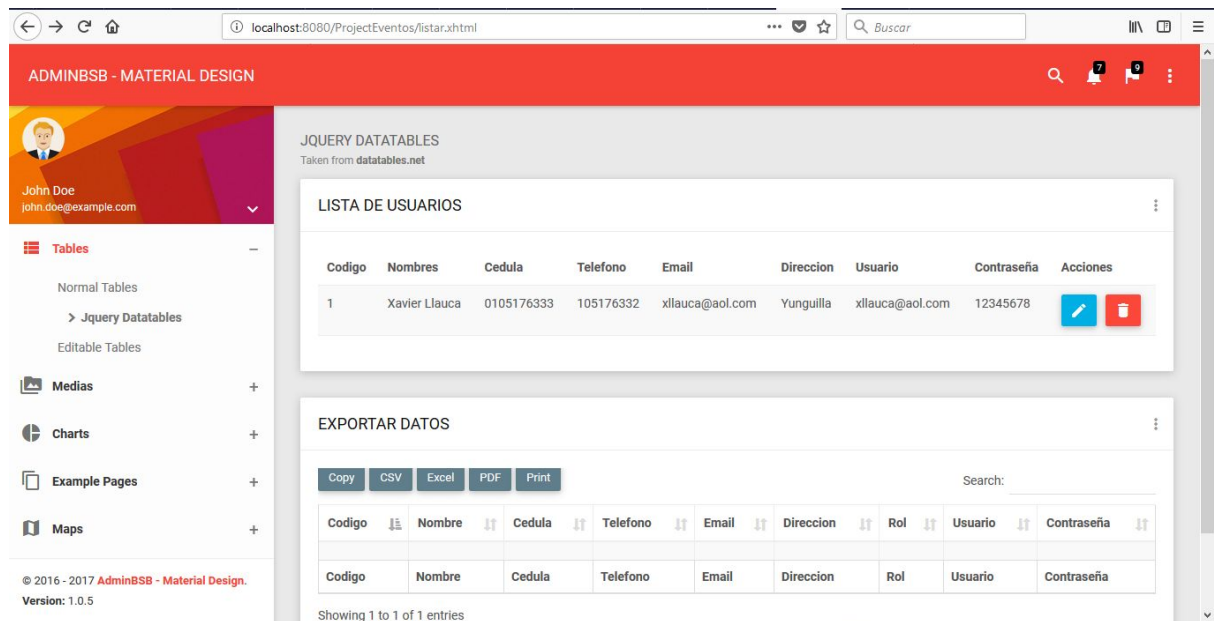 localhost:8080/ProjectEventos/listar.xhtml
Buscar
ADMINBSB - MATERIAL DESIGN
7
9
John Doe
john.doe@example.com
Tables
Normal Tables
Jquery Datatables
Editable Tables
Medias
Charts
Example Pages
Maps
© 2016 - 2017 AdminBSB - Material Design.
Version: 1.0.5
JQUERY DATATABLES
Taken from datatables.net
LISTA DE USUARIOS
Codigo Nombres Cedula Telefono Email Direccion Usuario Contraseña Acciones
1 Xavier Llauca 0105176333 105176332 xllauca@aol.com Yunguilla xllauca@aol.com 12345678
EXPORTAR DATOS
Copy CSV Excel PDF Print
Search:
Codigo Nombre Cedula Telefono Email Direccion Rol Usuario Contraseña
Codigo Nombre Cedula Telefono Email Direccion Rol Usuario Contraseña
Showing 1 to 1 of 1 entries